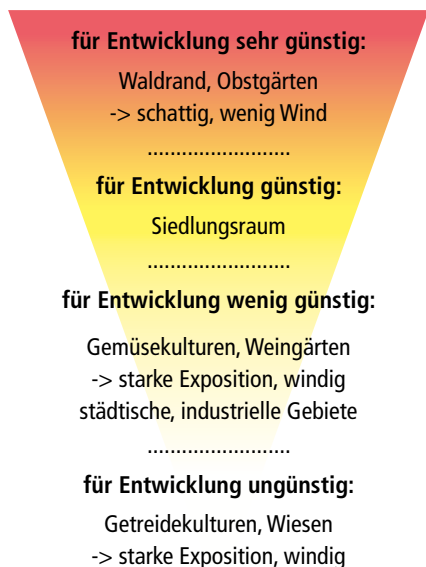 für Entwicklung sehr günstig:
Waldrand, Obstgärten
-> schattig, wenig Wind
.........................
für Entwicklung günstig:
Siedlungsraum
.........................
für Entwicklung wenig günstig:
Gemüsekulturen, Weingärten
-> starke Exposition, windig
städtische, industrielle Gebiete
.........................
für Entwicklung ungünstig:
Getreidekulturen, Wiesen
-> starke Exposition, windig